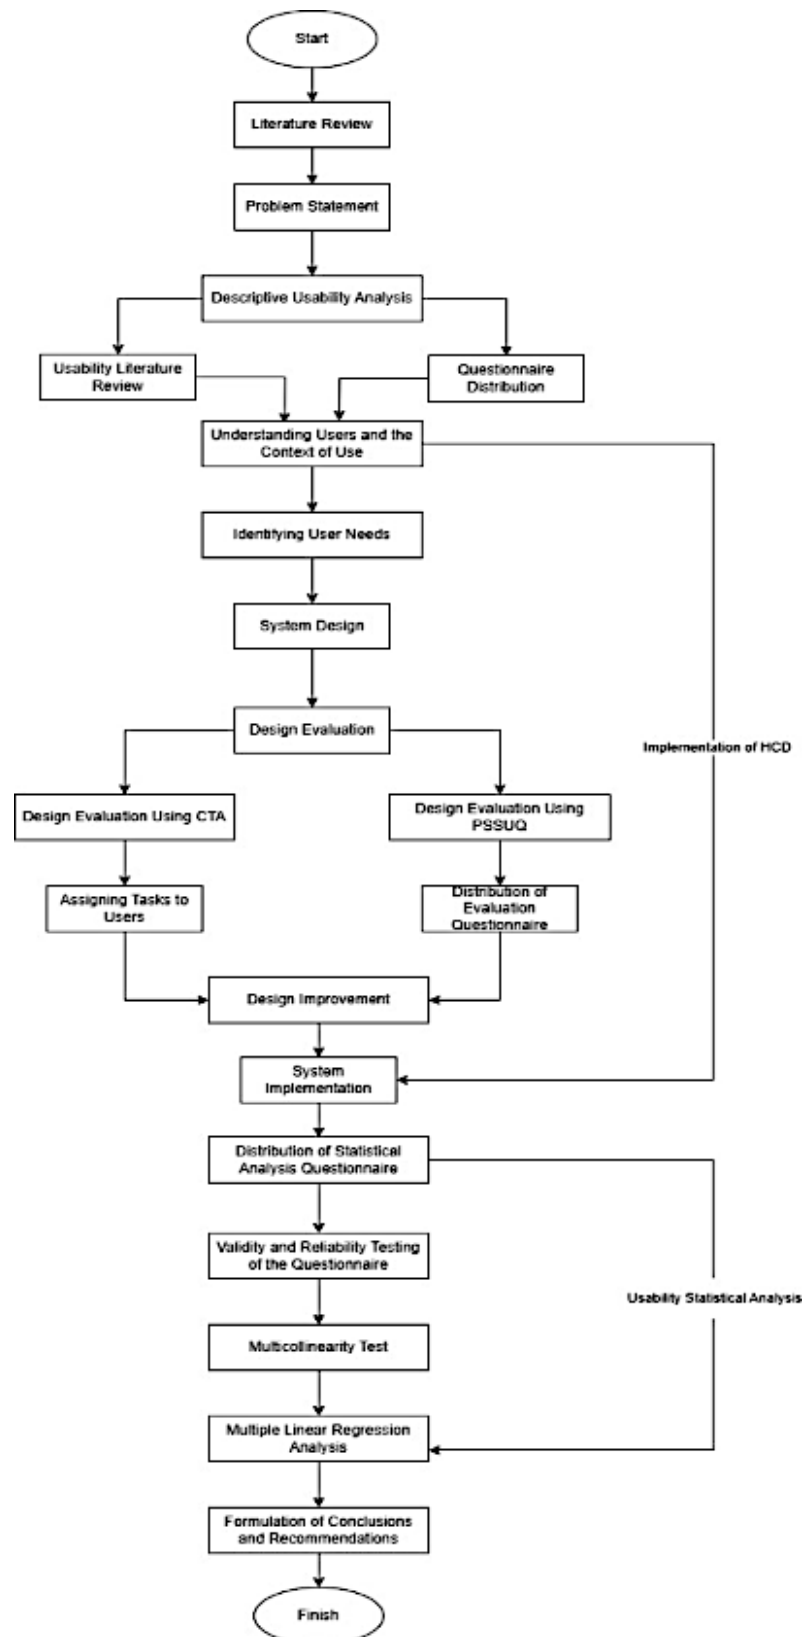 Start
Literature Review
Problem Statement
Descriptive Usability Analysis
Usability Literature
Review
Questionnaire
Distribution
Understanding Users and the
Context of Use
Identifying User Needs
System Design
Design Evaluation
Implementation of HCD
Design Evaluation Using CTA
Design Evaluation Using
PSSUQ
Assigning Tasks to
Users
Distribution of
Evaluation
Questionnaire
Design Improvement
System
Implementation
Distribution of Statistical
Analysis Questionnaire
Validity and Reliability Testing
of the Questionnaire
Usability Statistical Analysis
Multicollinearity Test
Multiple Linear Regression
Analysis
Formulation of Conclusions
and Recommendations
Finish